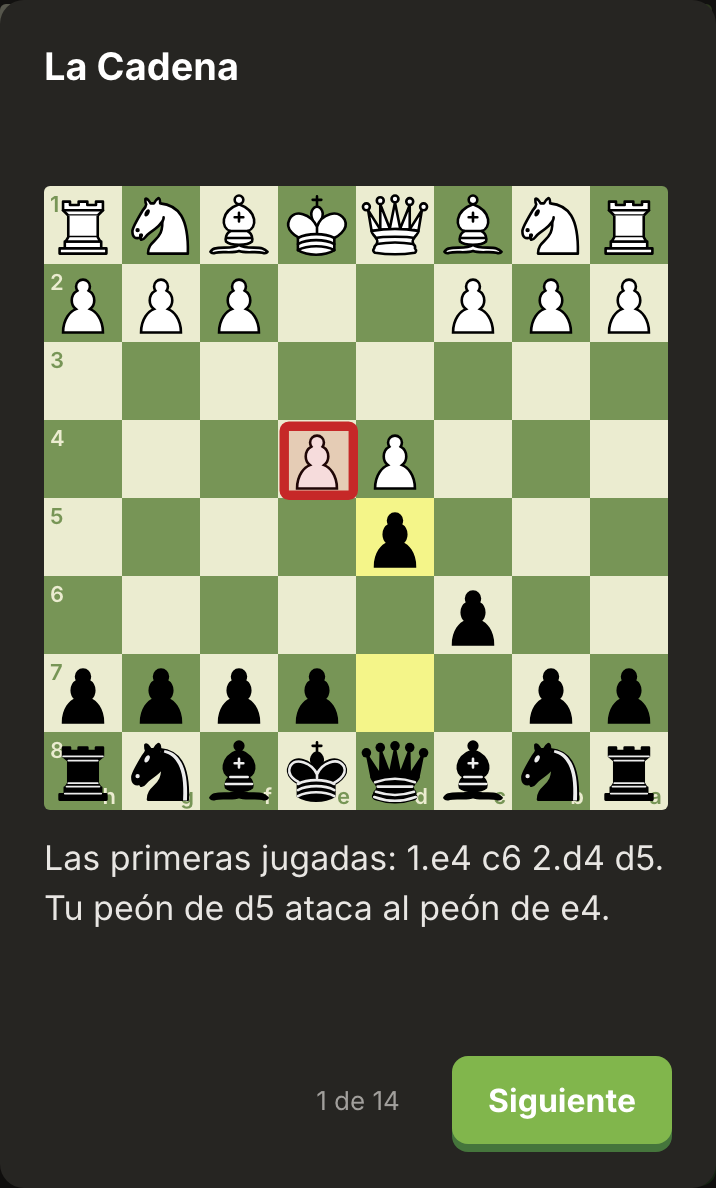 La Cadena
1
2
3
4
5
6
7
8
h g f e d c b a
Las primeras jugadas: 1.e4 c6 2.d4 d5.
Tu peón de d5 ataca al peón de e4.
1 de 14
Siguiente